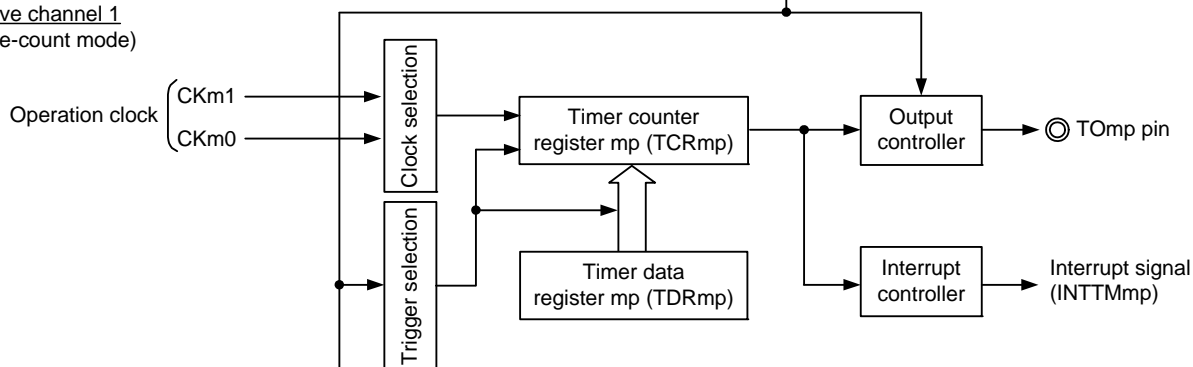 ve channel 1
e-count mode)
Operation clock
CKm1
CKm0
Clock selection
Timer counter
register mp (TCRmp)
Output
controller
TOmp pin
Trigger selection
Timer data
register mp (TDRmp)
Interrupt
controller
Interrupt signal
(INTTMmp)